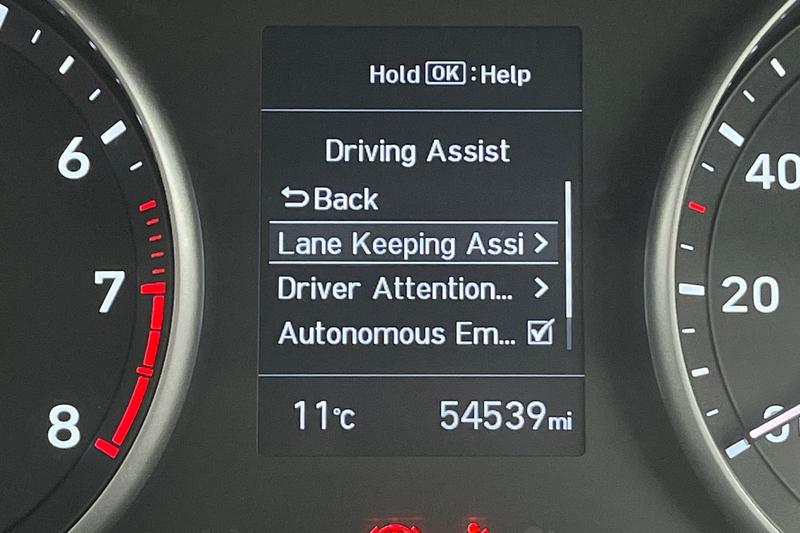 Hold OK : Help
Driving Assist
Back
Lane Keeping Assi >
Driver Attention... >
Autonomous Em...
11°C 54539mi
6
7
8
40
20
0